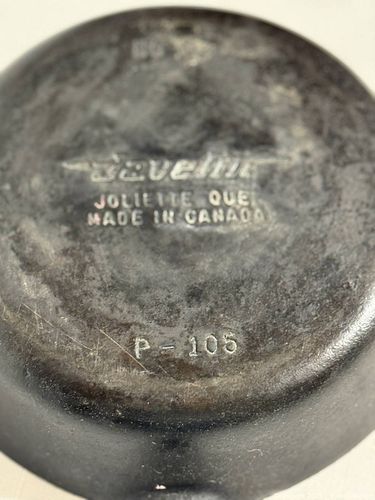 Javelin
JOLIETTE QUE.
MADE IN CANADA
P-105